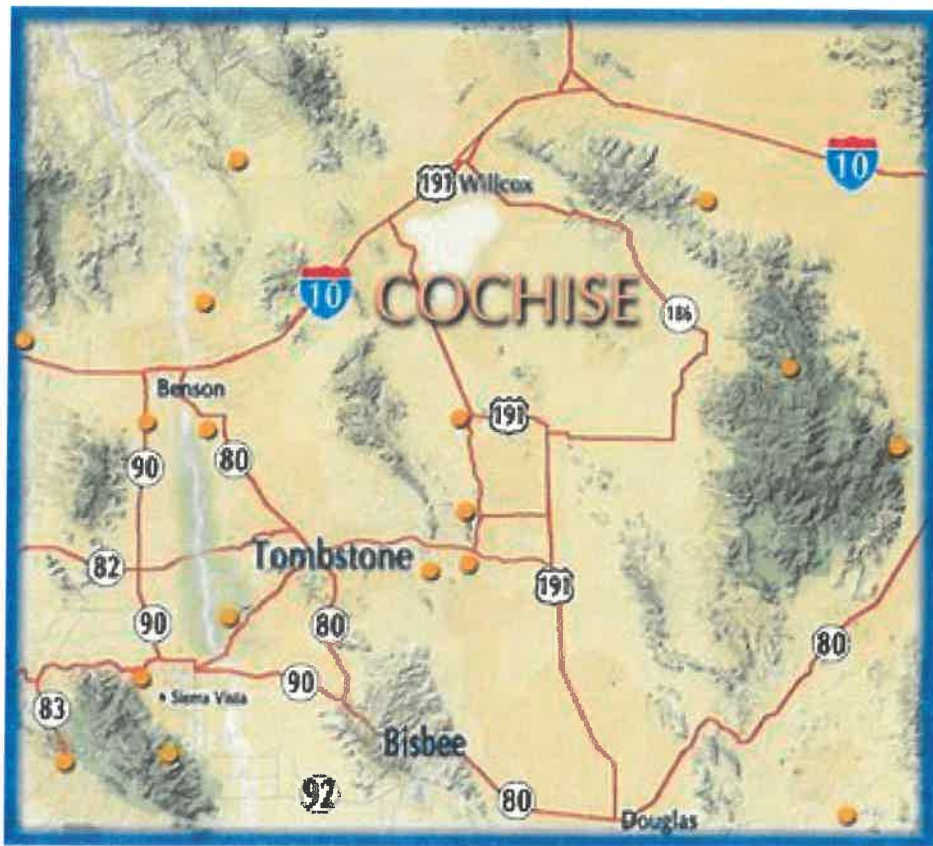 10
191 Willcox
10
COCHISE
186
Benson
191
90
80
82
Tombstone
191
90
80
80
90
Sierra Vista
83
Bisbee
92
80
Douglas